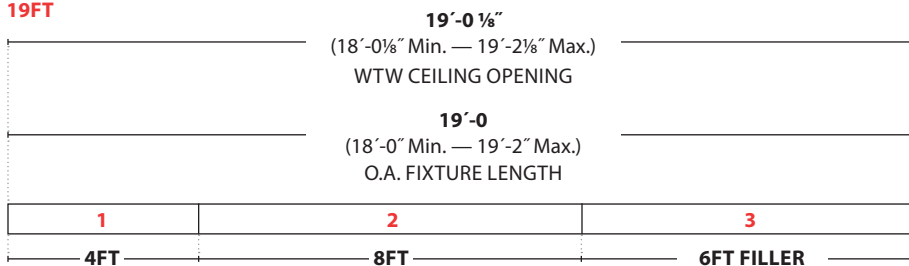 19FT
19´-0 ⅛˝
(18´-0⅛˝ Min. — 19´-2⅛˝ Max.)
WTW CEILING OPENING
19´-0
(18´-0˝ Min. — 19´-2˝ Max.)
O.A. FIXTURE LENGTH
1 2 3
4FT 8FT 6FT FILLER